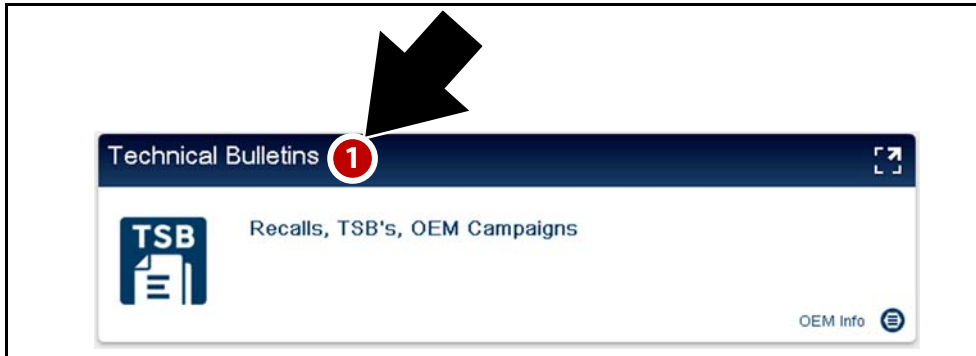 Technical Bulletins 1
TSB
Recalls, TSB's, OEM Campaigns
OEM Info